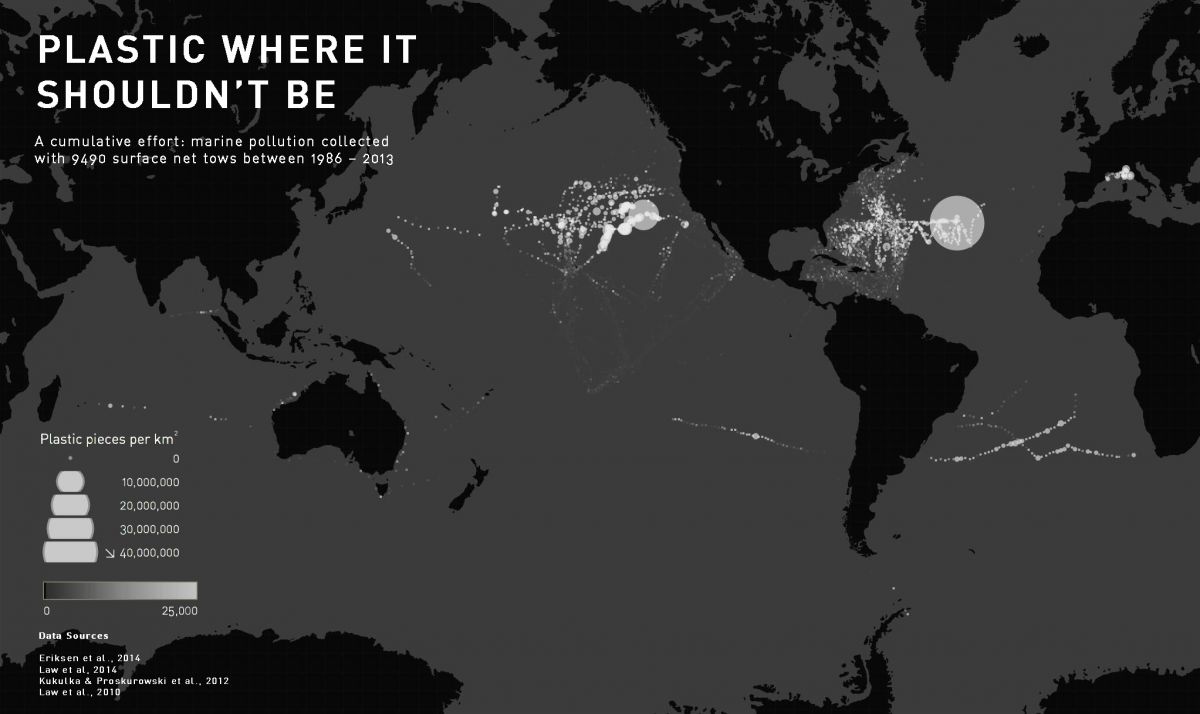 PLASTIC WHERE IT
SHOULDN'T BE
A cumulative effort: marine pollution collected
with 9490 surface net tows between 1986 – 2013
Plastic pieces per km²
0
10,000,000
20,000,000
30,000,000
↘ 40,000,000
0 25,000
Data Sources
Eriksen et al., 2014
Law et al, 2014
Kukulka & Proskurowski et al., 2012
Law et al., 2010